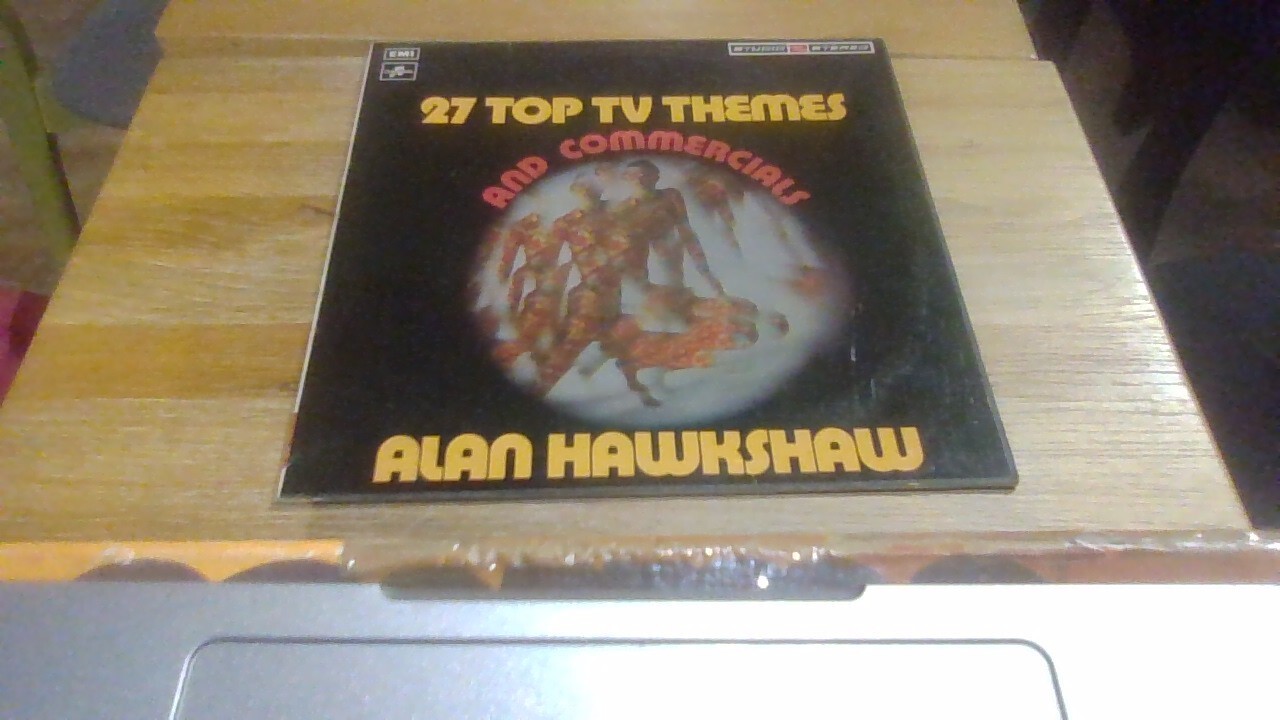 EMI
STUDIO 2 STEREO
27 TOP TV THEMES
AND COMMERCIALS
ALAN HAWKSHAW